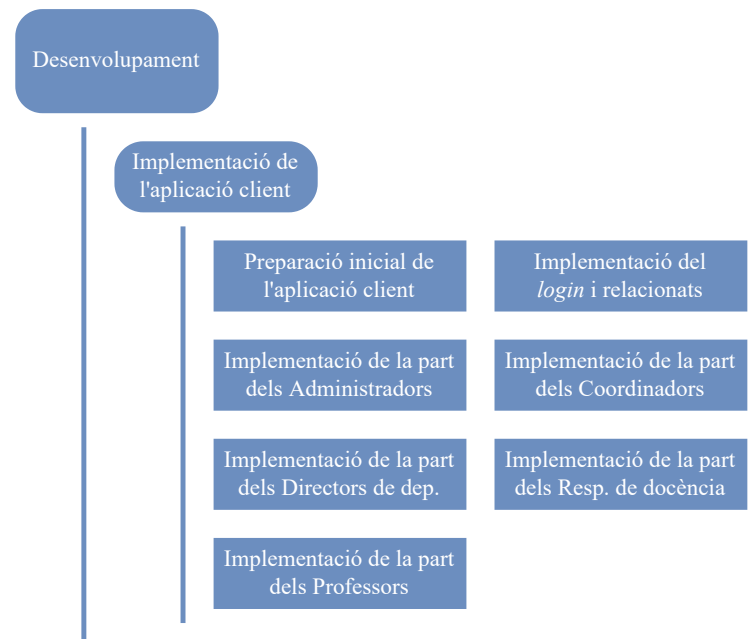 Desenvolupament
Implementació de
l'aplicació client
Preparació inicial de
l'aplicació client
Implementació del
login i relacionats
Implementació de la part
dels Administradors
Implementació de la part
dels Coordinadors
Implementació de la part
dels Directors de dep.
Implementació de la part
dels Resp. de docència
Implementació de la part
dels Professors